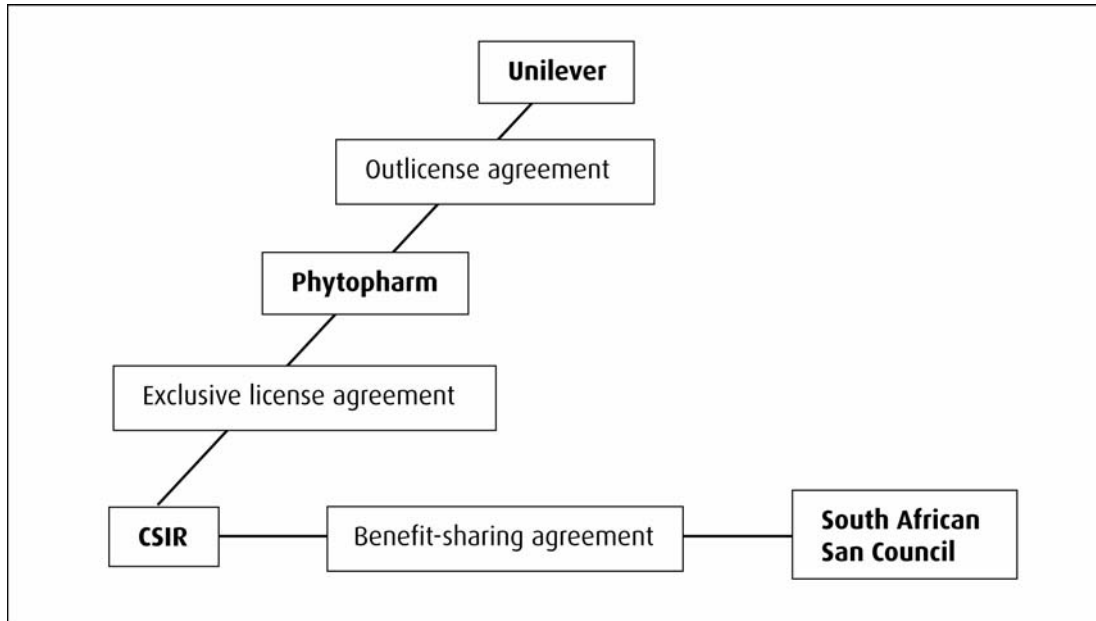 Unilever
Outlicense agreement
Phytopharm
Exclusive license agreement
CSIR
Benefit-sharing agreement
South African
San Council